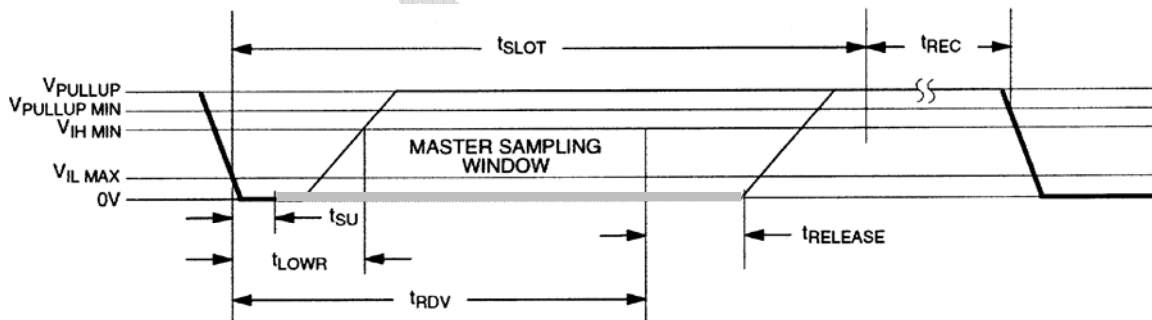 tSLOT
tREC
VPULLUP
VPULLUP MIN
VIH MIN
MASTER SAMPLING
WINDOW
VIL MAX
0V
tSU
tRELEASE
tLOWR
tRDV